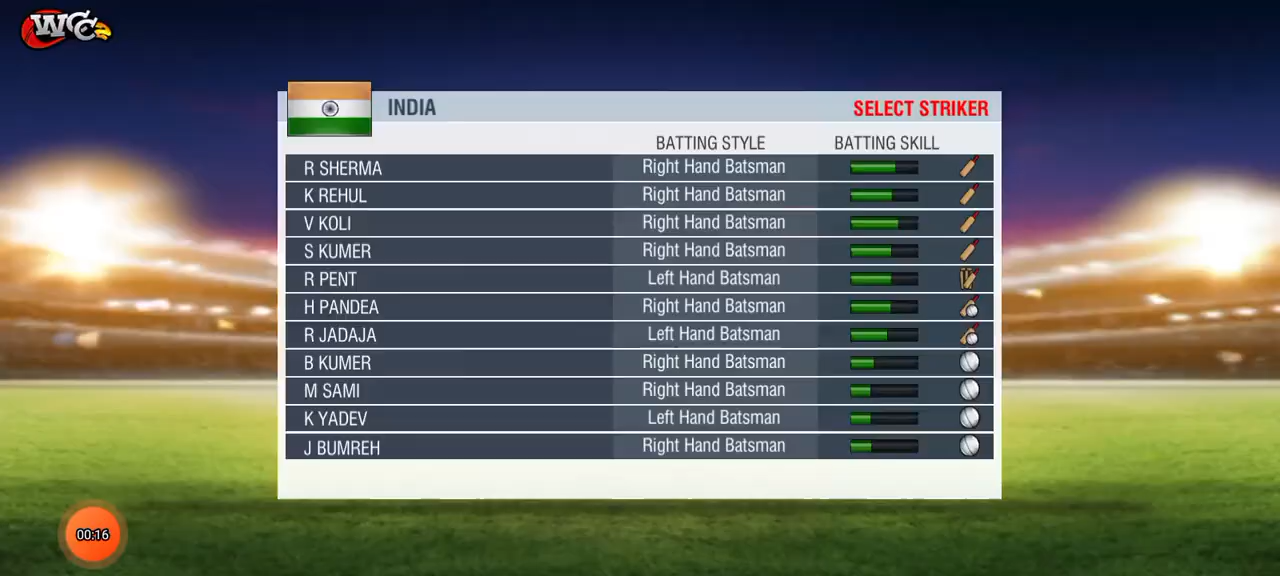 WCC
INDIA SELECT STRIKER
BATTING STYLE BATTING SKILL
R SHERMA Right Hand Batsman
K REHUL Right Hand Batsman
V KOLI Right Hand Batsman
S KUMER Right Hand Batsman
R PENT Left Hand Batsman
H PANDEA Right Hand Batsman
R JADAJA Left Hand Batsman
B KUMER Right Hand Batsman
M SAMI Right Hand Batsman
K YADEV Left Hand Batsman
J BUMREH Right Hand Batsman
00:16